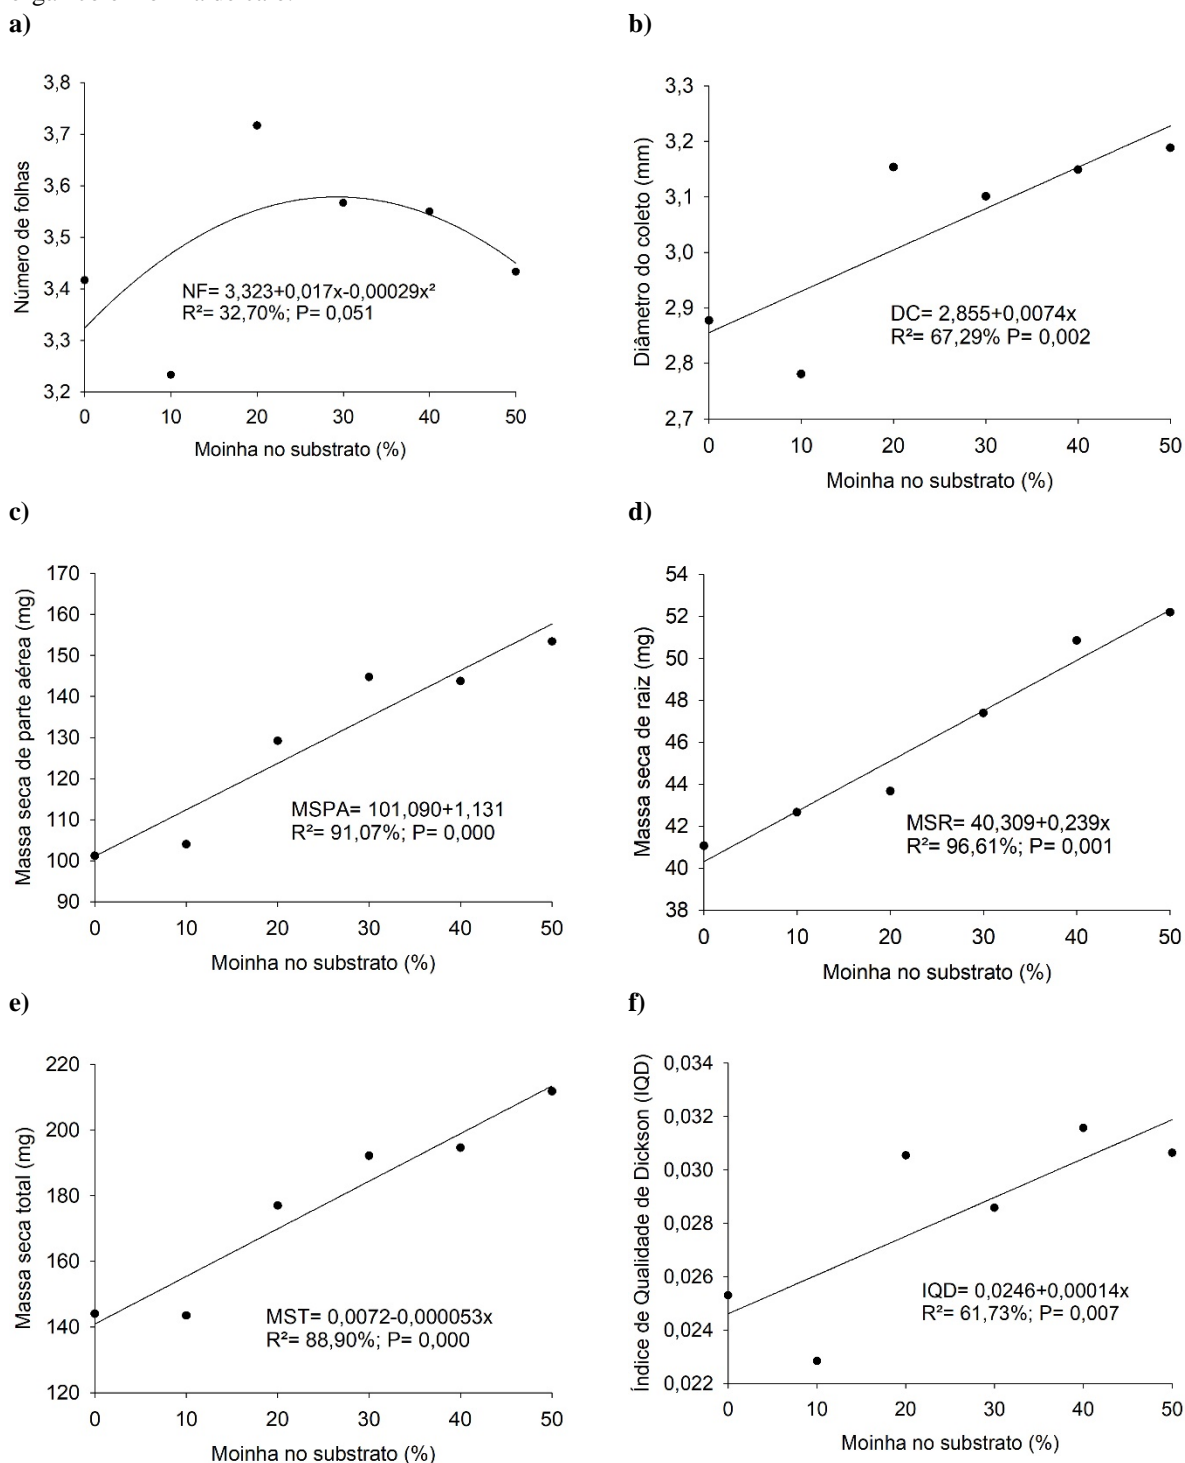 a)
3,8
3,7
3,6
3,5
3,4
3,3
3,2
Número de folhas
NF= 3,323+0,017x-0,00029x²
R²= 32,70%; P= 0,051
0 10 20 30 40 50
Moinha no substrato (%)
b)
3,3
3,2
3,1
3,0
2,9
2,8
2,7
Diâmetro do coleto (mm)
DC= 2,855+0,0074x
R²= 67,29% P= 0,002
0 10 20 30 40 50
Moinha no substrato (%)
c)
170
160
150
140
130
120
110
100
90
Massa seca de parte aérea (mg)
MSPA= 101,090+1,131
R²= 91,07%; P= 0,000
0 10 20 30 40 50
Moinha no substrato (%)
d)
54
52
50
48
46
44
42
40
38
Massa seca de raiz (mg)
MSR= 40,309+0,239x
R²= 96,61%; P= 0,001
0 10 20 30 40 50
Moinha no substrato (%)
e)
220
200
180
160
140
120
Massa seca total (mg)
MST= 0,0072-0,000053x
R²= 88,90%; P= 0,000
0 10 20 30 40 50
Moinha no substrato (%)
f)
0,034
0,032
0,030
0,028
0,026
0,024
0,022
Índice de Qualidade de Dickson (IQD)
IQD= 0,0246+0,00014x
R²= 61,73%; P= 0,007
0 10 20 30 40 50
Moinha no substrato (%)